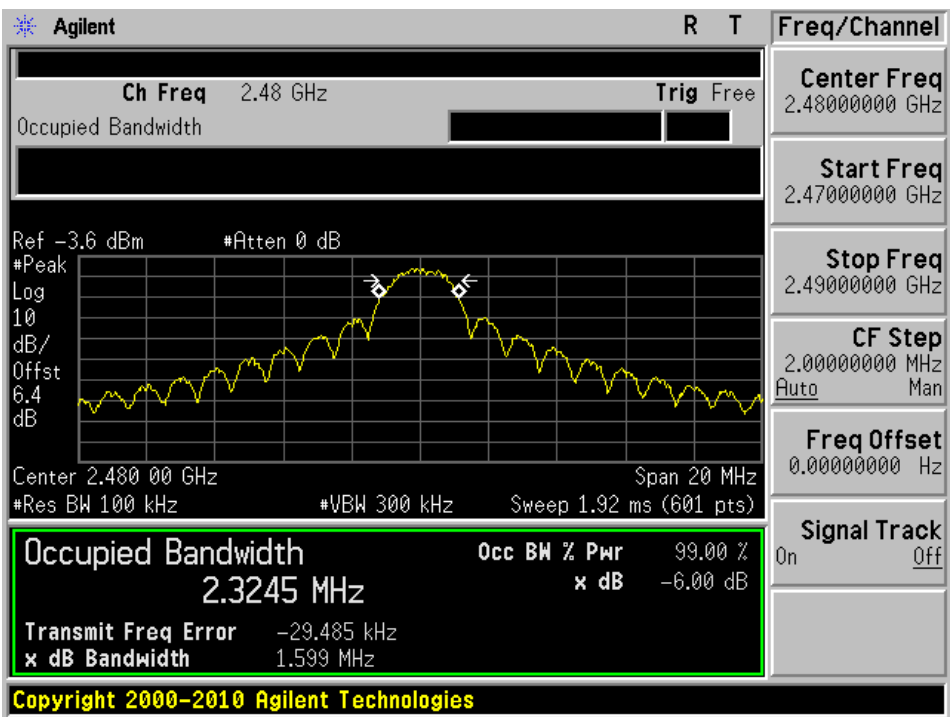 Agilent R T Freq/Channel
Ch Freq 2.48 GHz Trig Free
Occupied Bandwidth
Center Freq
2.48000000 GHz
Start Freq
2.47000000 GHz
Stop Freq
2.49000000 GHz
CF Step
2.00000000 MHz
Auto Man
Freq Offset
0.00000000 Hz
Signal Track
On Off
Ref -3.6 dBm #Atten 0 dB
#Peak
Log
10
dB/
Offst
6.4
dB
Center 2.480 00 GHz Span 20 MHz
#Res BW 100 kHz #VBW 300 kHz Sweep 1.92 ms (601 pts)
Occupied Bandwidth Occ BW % Pwr 99.00 %
2.3245 MHz x dB -6.00 dB
Transmit Freq Error -29.485 kHz
x dB Bandwidth 1.599 MHz
Copyright 2000-2010 Agilent Technologies